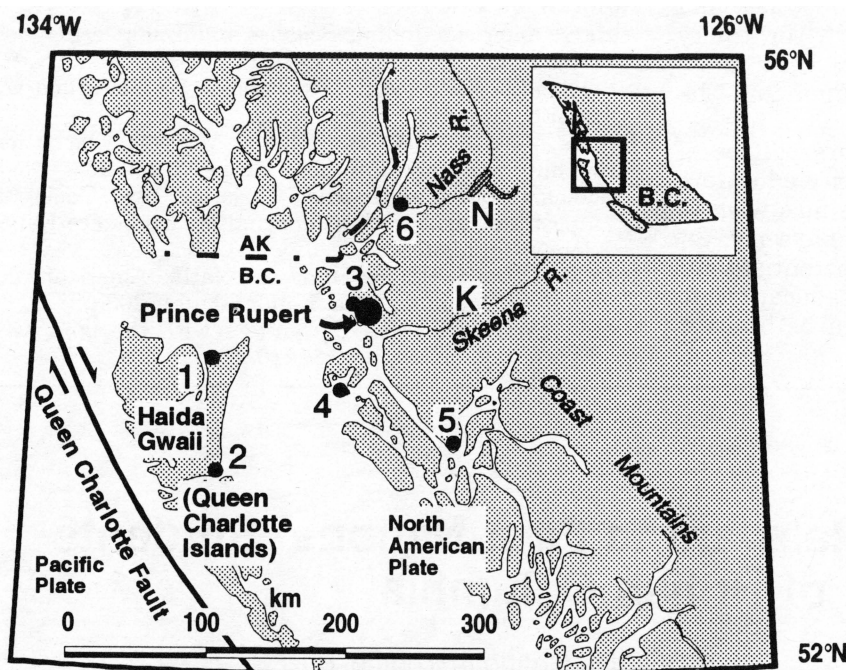 134°W
126°W
56°N
R.
Nass
B.C.
6
N
AK
B.C.
3
K
R.
Prince Rupert
Skeena
1
Haida
Gwaii
4
5
Coast
Queen Charlotte Fault
2
(Queen
Charlotte
Islands)
Mountains
North
American
Plate
Pacific
Plate
km
0
100
200
300
52°N